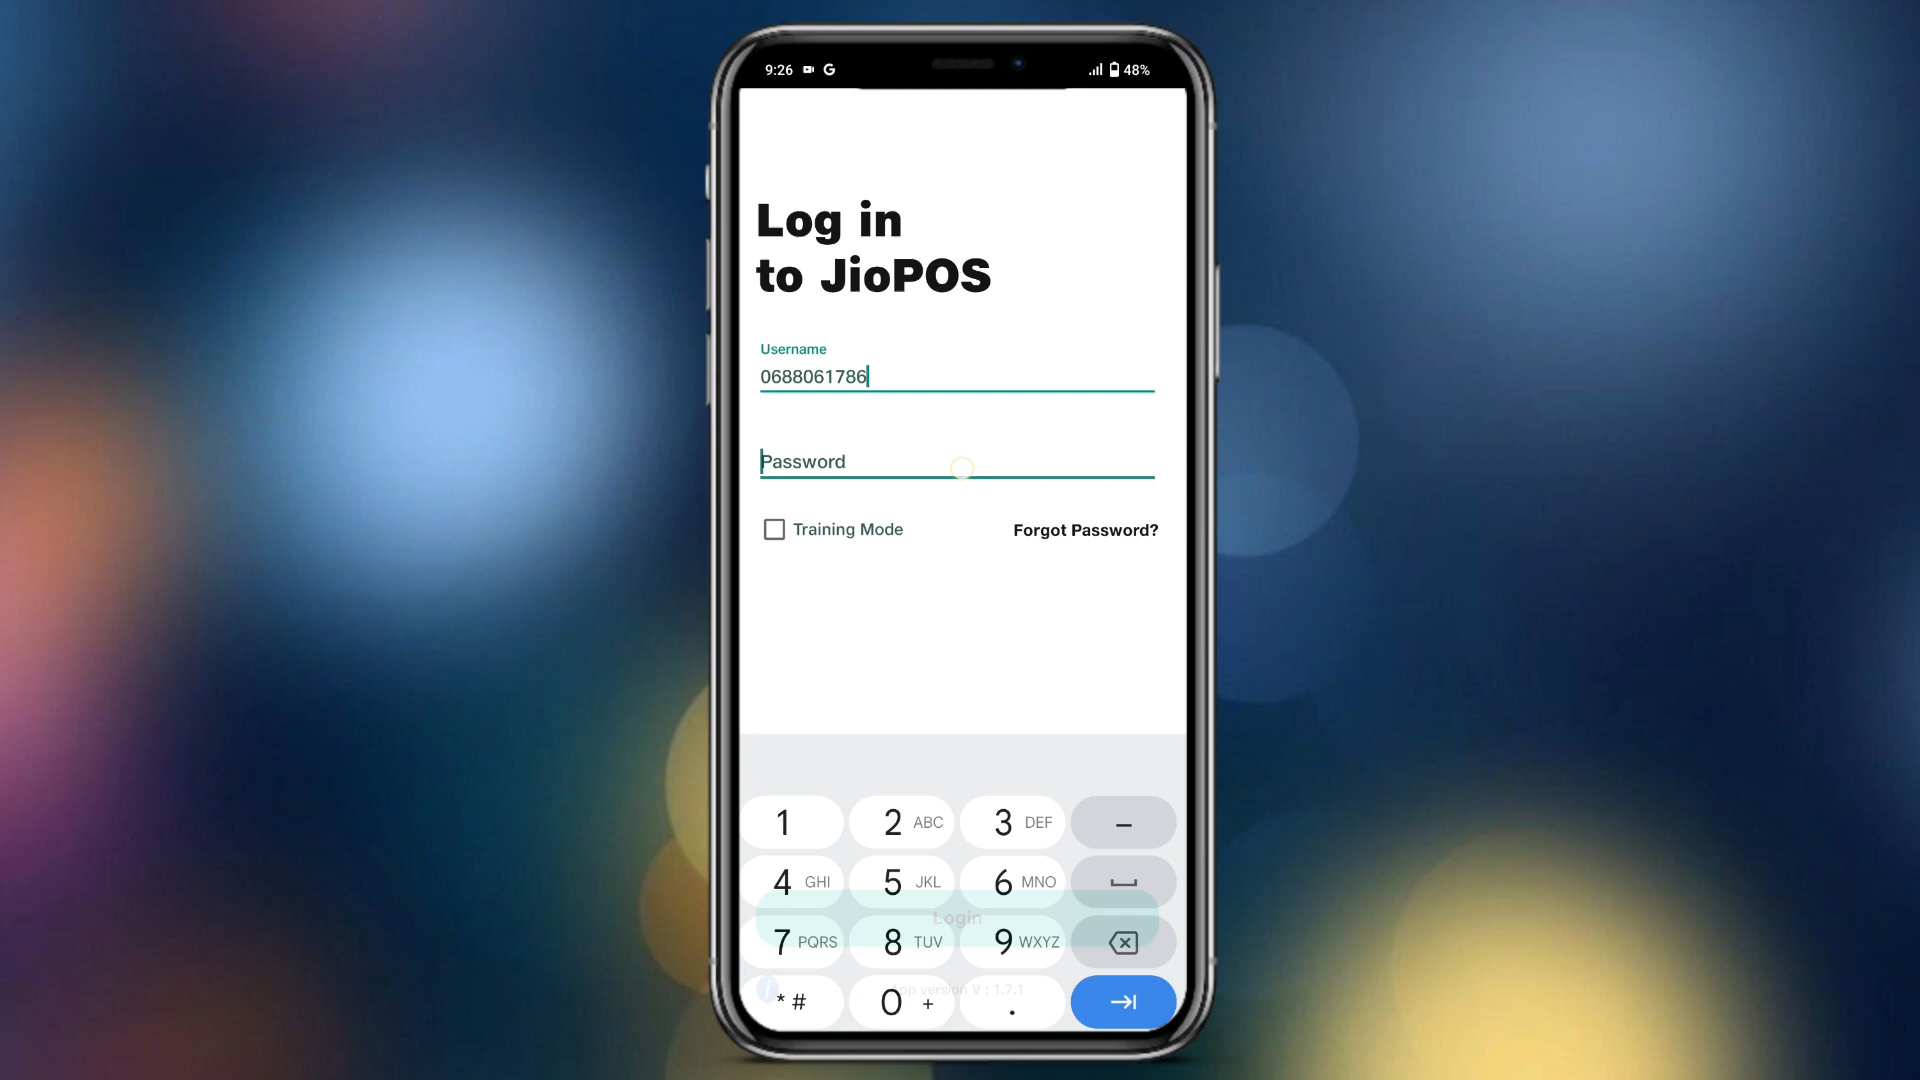 9:26 G 48%
Log in
to JioPOS
Username
0688061786
Password
Training Mode Forgot Password?
1 2 ABC 3 DEF –
4 GHI 5 JKL 6 MNO
Login
7 PQRS 8 TUV 9 WXYZ
App version V : 1.7.1
* # 0 + .